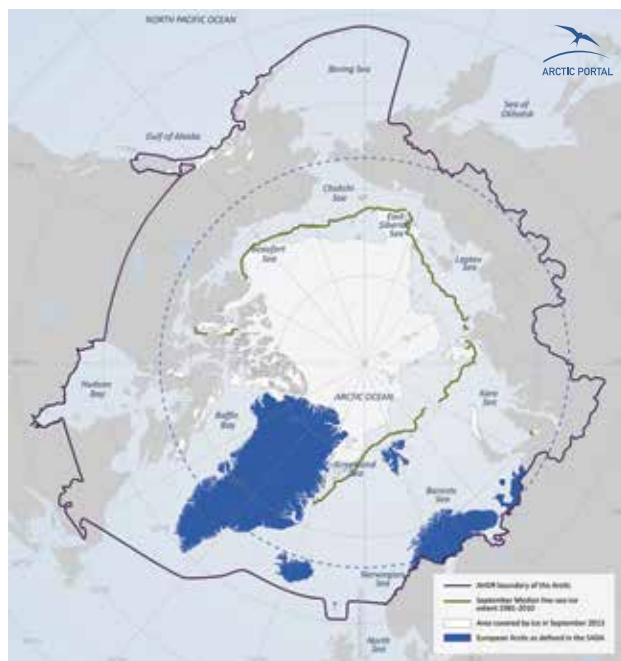 NORTH PACIFIC OCEAN
ARCTIC PORTAL
Bering Sea
Sea of
Okhotsk
Gulf of Alaska
Chukchi
Sea
East
Siberian
Sea
Beaufort
Sea
Laptev
Sea
Hudson
Bay
ARCTIC OCEAN
Kara
Sea
Baffin
Bay
Greenland
Sea
Barents
Sea
Norwegian
Sea
North
Sea
AHDR boundary of the Arctic
September Median line sea ice
extent 1981-2010
Area covered by ice in September 2013
European Arctic as defined in the SADA